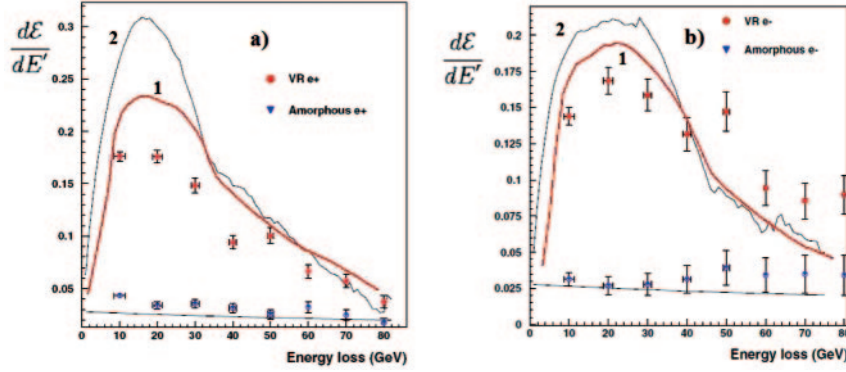 dℰ
dE′
0.3
0.25
0.2
0.15
0.1
0.05
0 10 20 30 40 50 60 70 80
Energy loss (GeV)
2
1
a)
VR e+
Amorphous e+
dℰ
dE′
0.2
0.175
0.15
0.125
0.1
0.075
0.05
0.025
0
0 10 20 30 40 50 60 70 80
Energy loss (GeV)
2
1
b)
VR e-
Amorphous e-